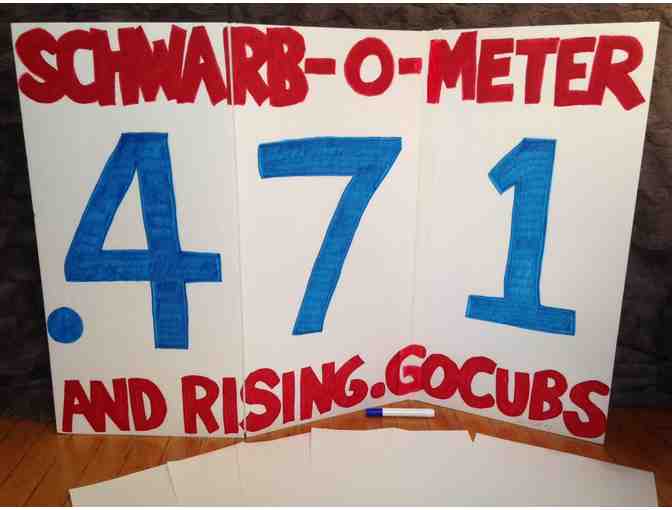 SCHWARB-O-METER
.471
AND RISING.GOCUBS